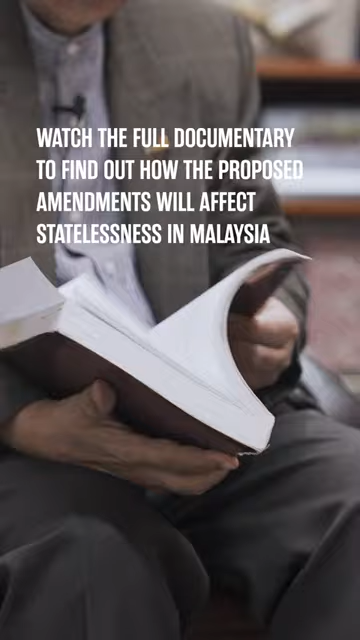 WATCH THE FULL DOCUMENTARY
TO FIND OUT HOW THE PROPOSED
AMENDMENTS WILL AFFECT
STATELESSNESS IN MALAYSIA